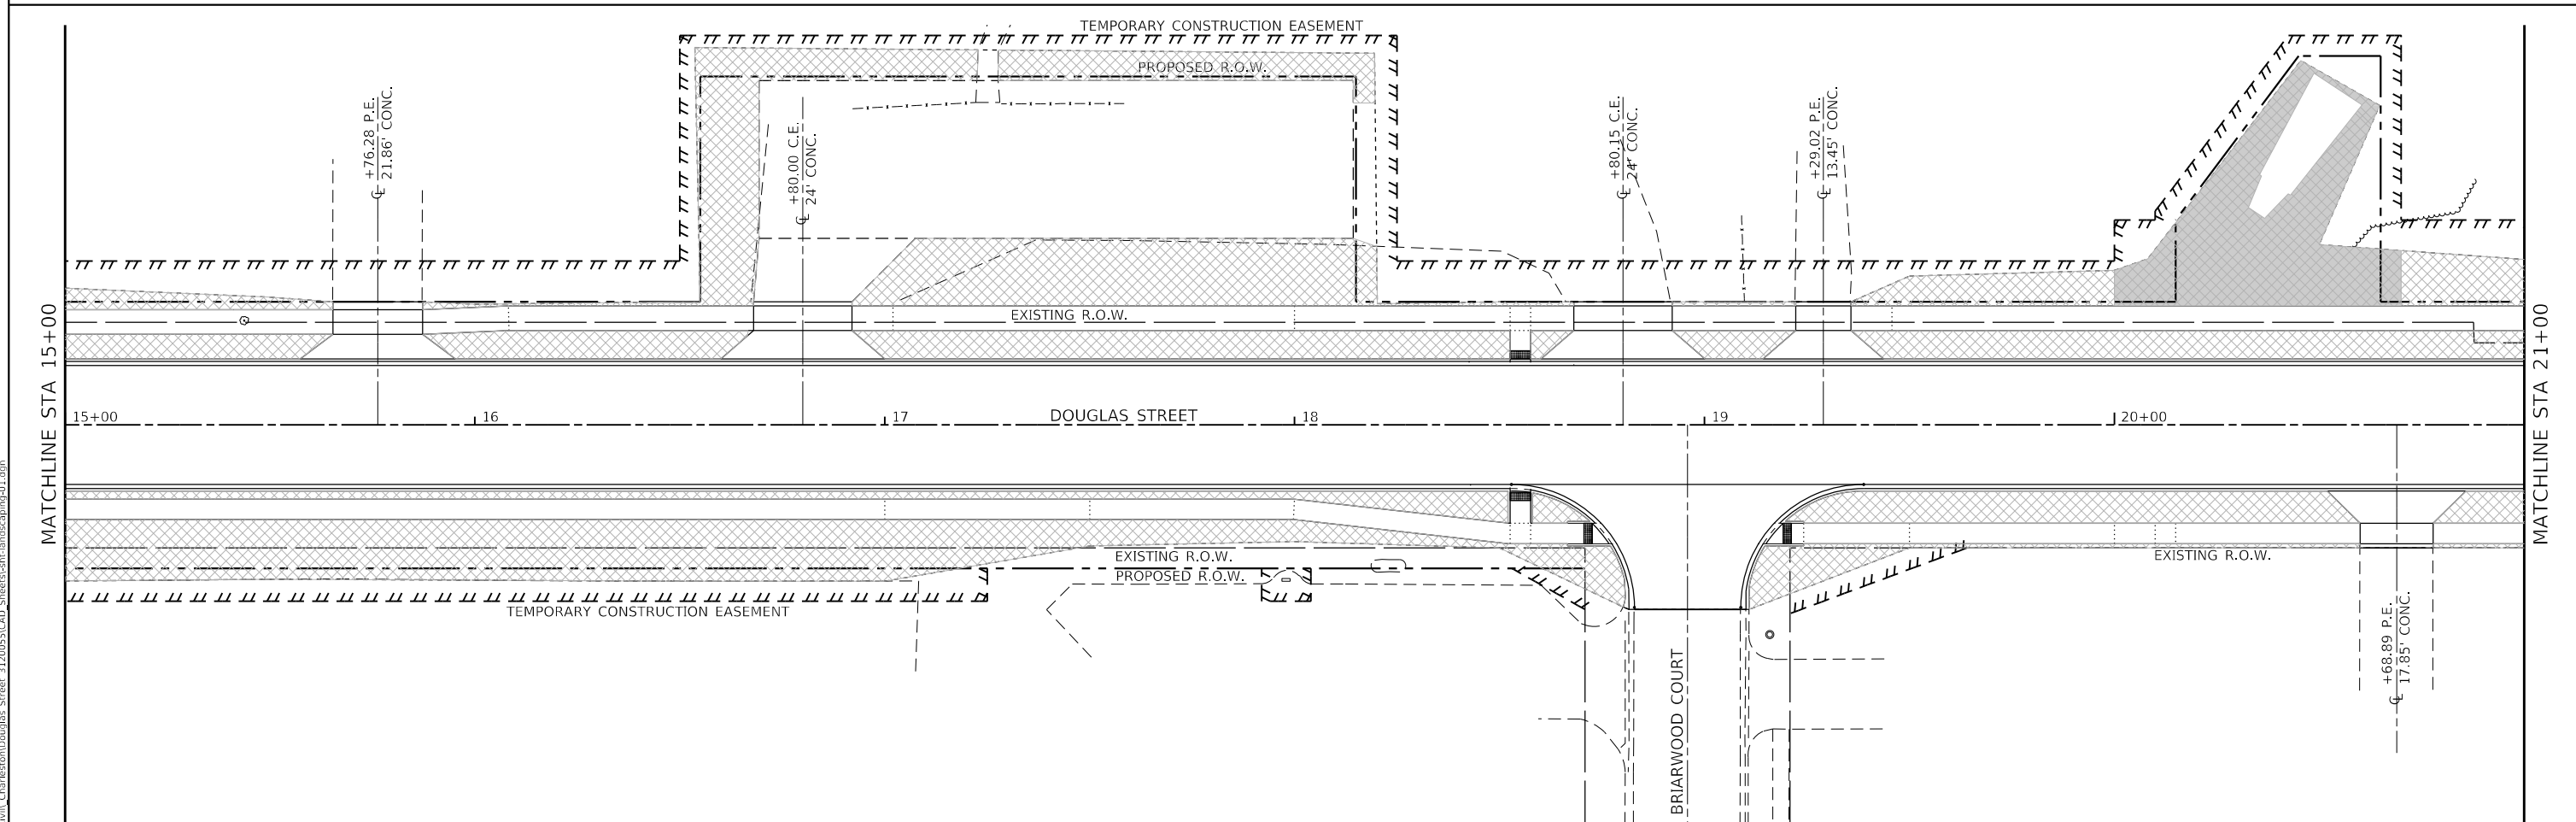 TEMPORARY CONSTRUCTION EASEMENT
PROPOSED R.O.W.
+76.28 P.E.
21.86' CONC.
+80.00 C.E.
24' CONC.
+80.15 C.E.
24' CONC.
+29.02 P.E.
13.45' CONC.
EXISTING R.O.W.
MATCHLINE STA 15+00
MATCHLINE STA 21+00
15+00
16
17
DOUGLAS STREET
18
19
20+00
EXISTING R.O.W.
PROPOSED R.O.W.
EXISTING R.O.W.
TEMPORARY CONSTRUCTION EASEMENT
BRIARWOOD COURT
+68.89 P.E.
17.85' CONC.